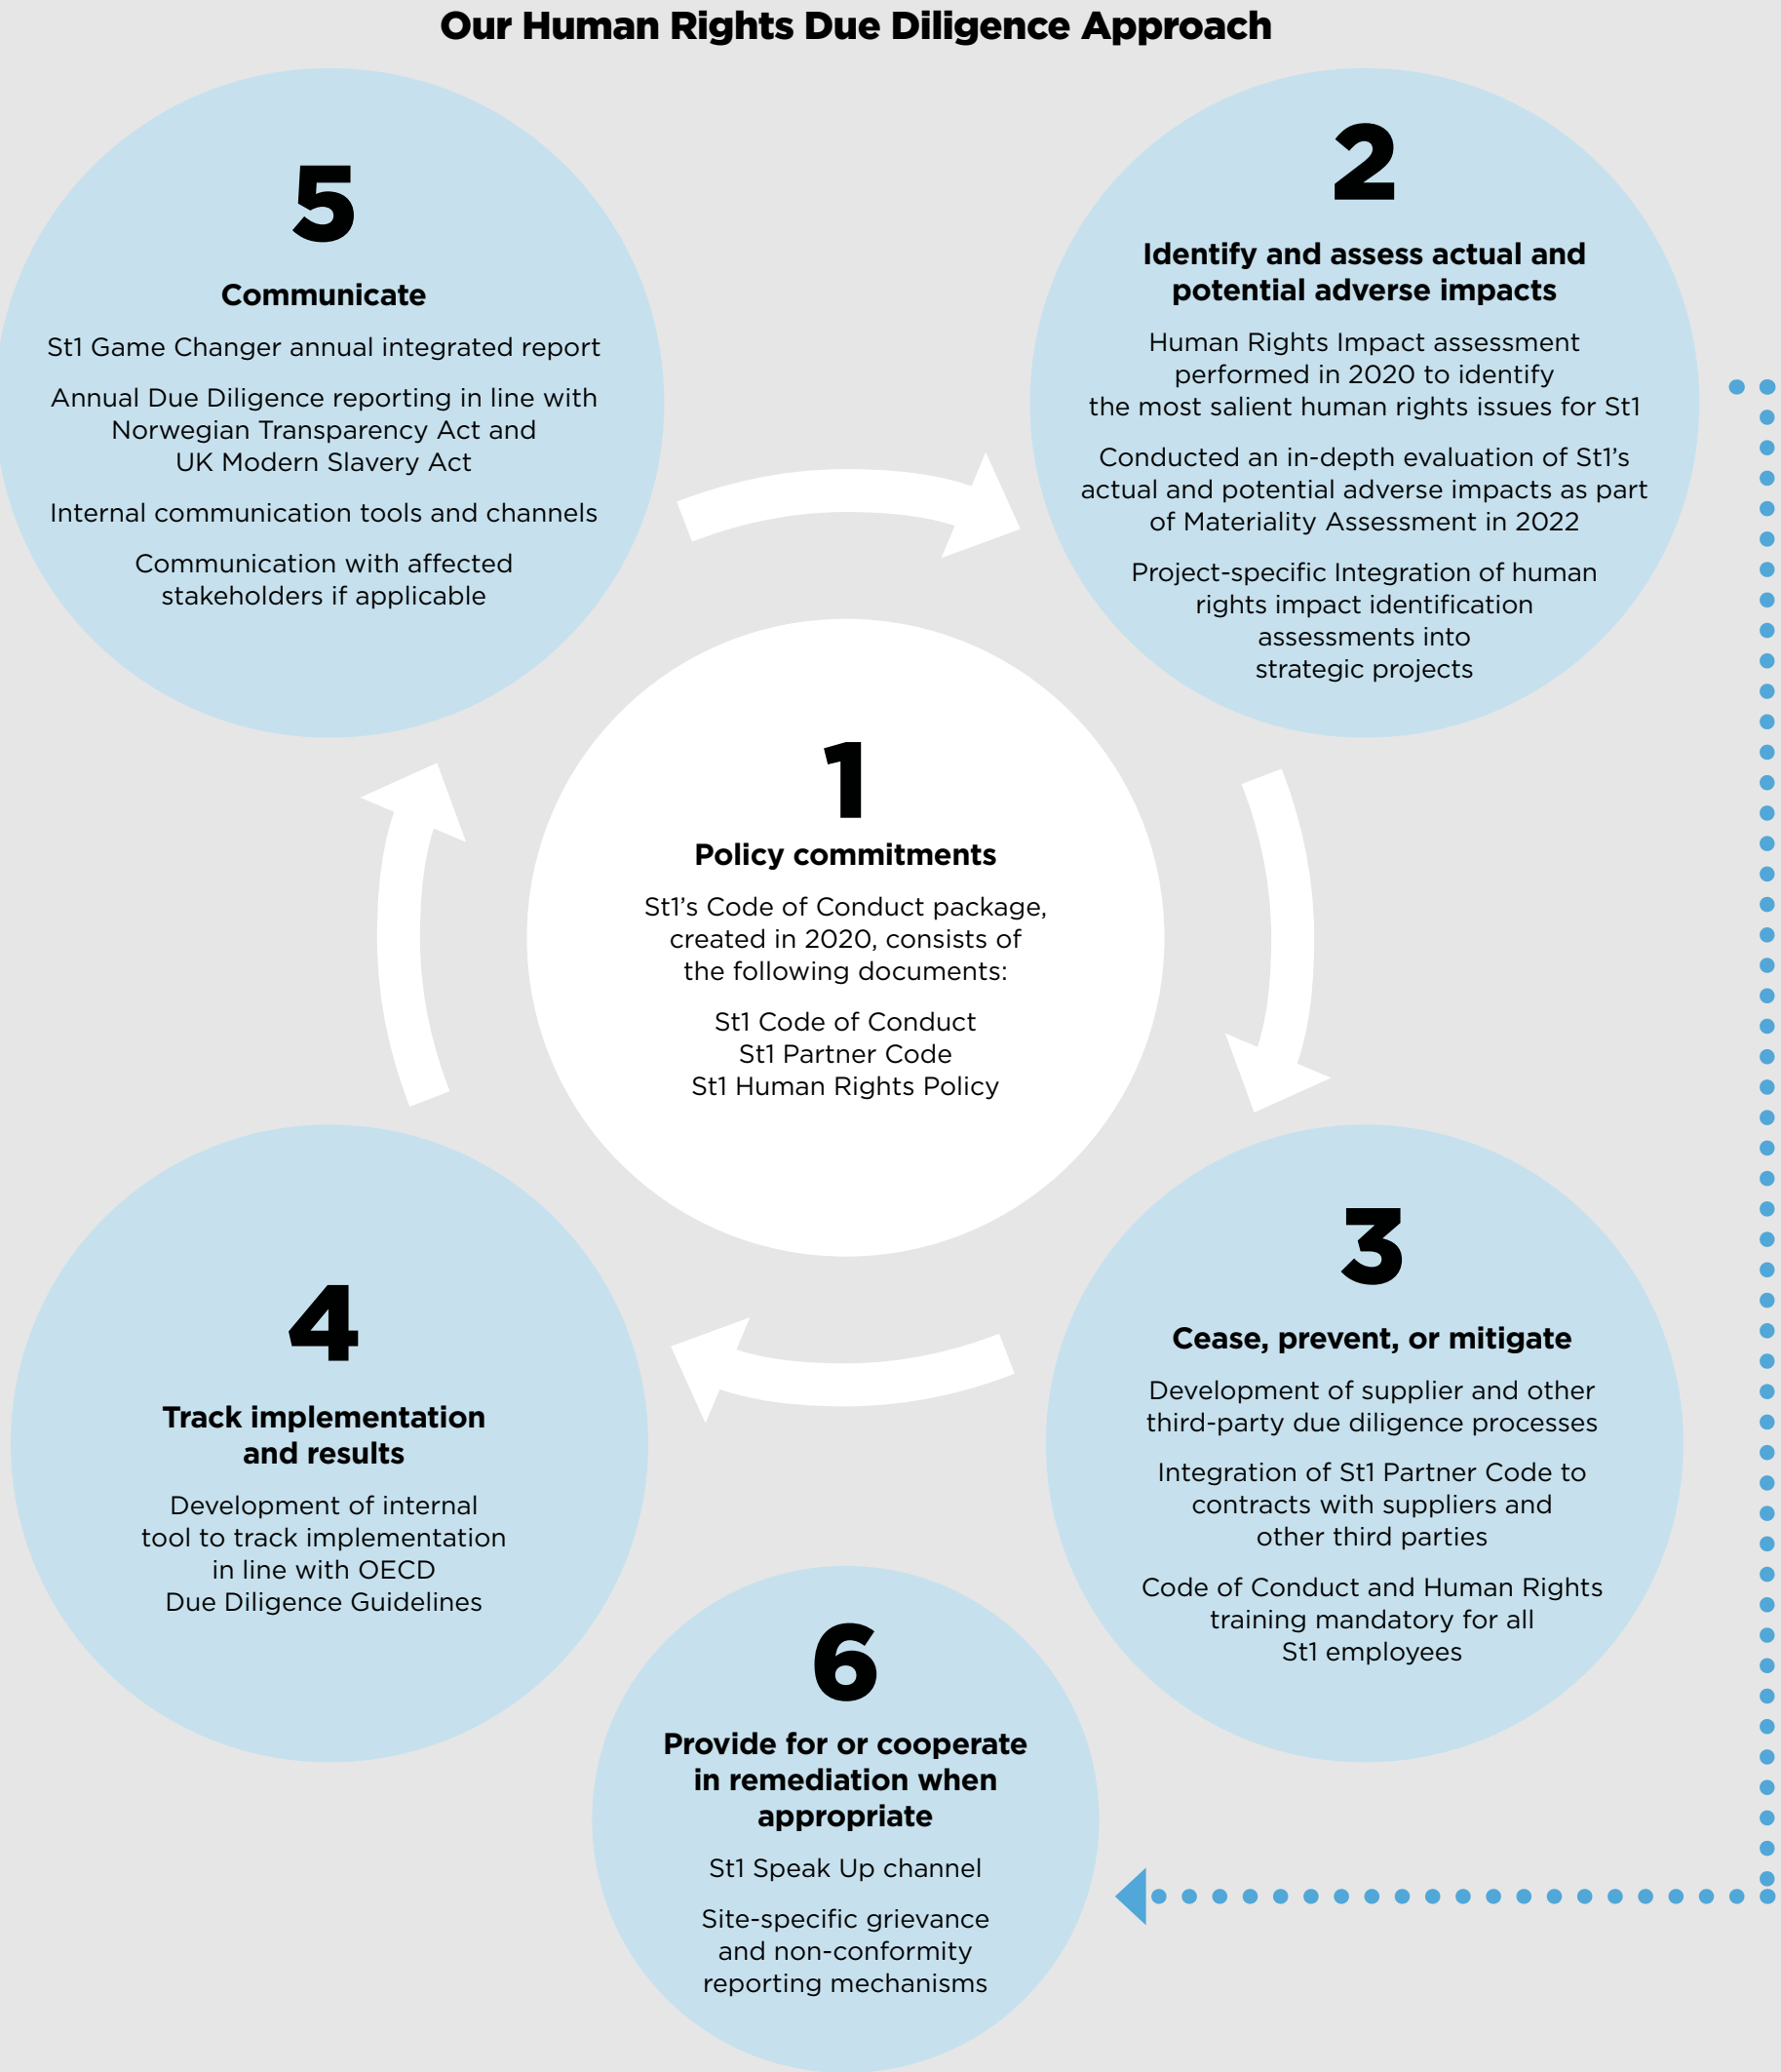 Our Human Rights Due Diligence Approach
1
Policy commitments
St1’s Code of Conduct package,
created in 2020, consists of
the following documents:
St1 Code of Conduct
St1 Partner Code
St1 Human Rights Policy
2
Identify and assess actual and
potential adverse impacts
Human Rights Impact assessment
performed in 2020 to identify
the most salient human rights issues for St1
Conducted an in-depth evaluation of St1’s
actual and potential adverse impacts as part
of Materiality Assessment in 2022
Project-specific Integration of human
rights impact identification
assessments into
strategic projects
3
Cease, prevent, or mitigate
Development of supplier and other
third-party due diligence processes
Integration of St1 Partner Code to
contracts with suppliers and
other third parties
Code of Conduct and Human Rights
training mandatory for all
St1 employees
4
Track implementation
and results
Development of internal
tool to track implementation
in line with OECD
Due Diligence Guidelines
5
Communicate
St1 Game Changer annual integrated report
Annual Due Diligence reporting in line with
Norwegian Transparency Act and
UK Modern Slavery Act
Internal communication tools and channels
Communication with affected
stakeholders if applicable
6
Provide for or cooperate
in remediation when
appropriate
St1 Speak Up channel
Site-specific grievance
and non-conformity
reporting mechanisms